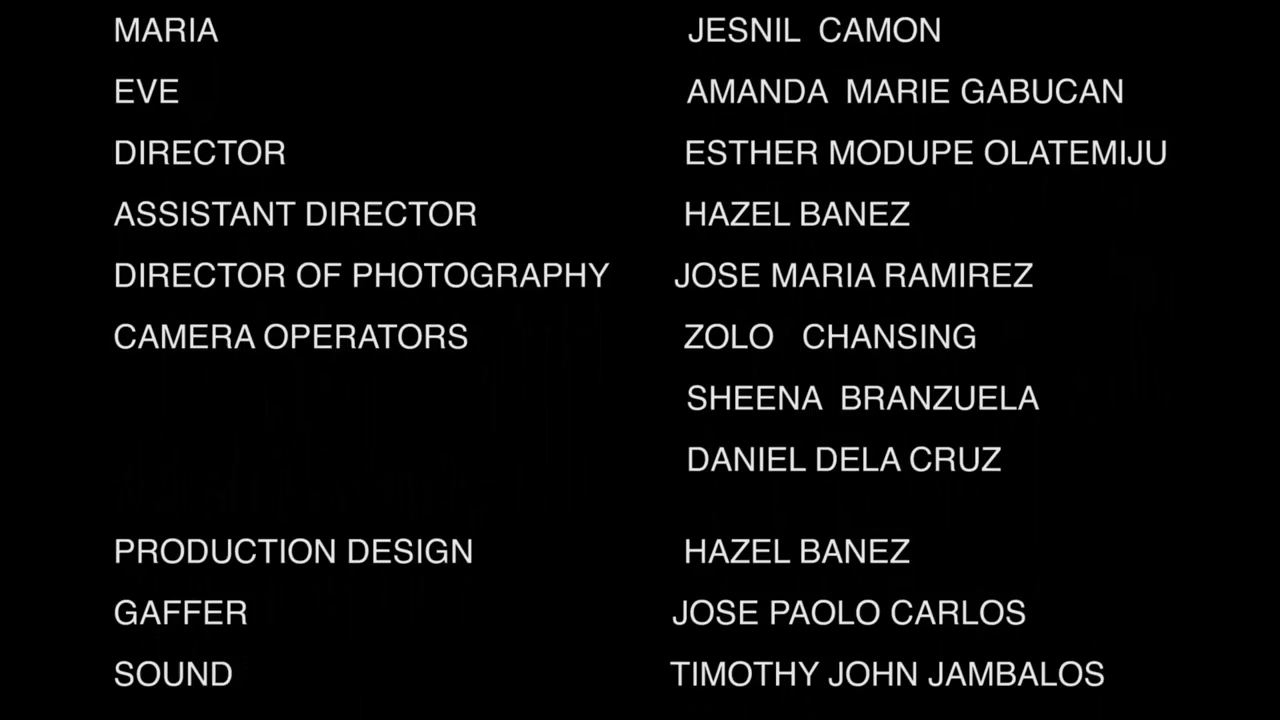 MARIA JESNIL CAMON
EVE AMANDA MARIE GABUCAN
DIRECTOR ESTHER MODUPE OLATEMIJU
ASSISTANT DIRECTOR HAZEL BANEZ
DIRECTOR OF PHOTOGRAPHY JOSE MARIA RAMIREZ
CAMERA OPERATORS ZOLO CHANSING
SHEENA BRANZUELA
DANIEL DELA CRUZ
PRODUCTION DESIGN HAZEL BANEZ
GAFFER JOSE PAOLO CARLOS
SOUND TIMOTHY JOHN JAMBALOS